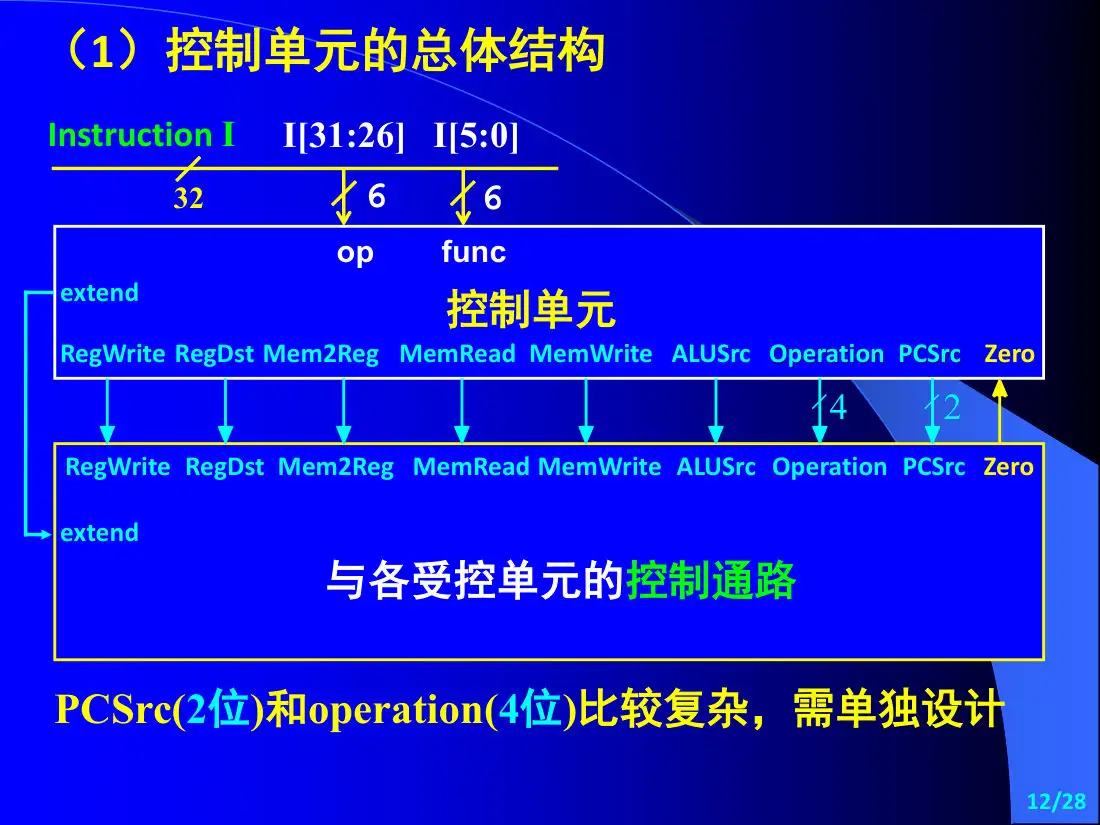 （1）控制单元的总体结构
Instruction I I[31:26] I[5:0]
32 6 6
op func
extend
控制单元
RegWrite RegDst Mem2Reg MemRead MemWrite ALUSrc Operation PCSrc Zero
4 2
RegWrite RegDst Mem2Reg MemRead MemWrite ALUSrc Operation PCSrc Zero
extend
与各受控单元的控制通路
PCSrc(2位)和operation(4位)比较复杂，需单独设计
12/28